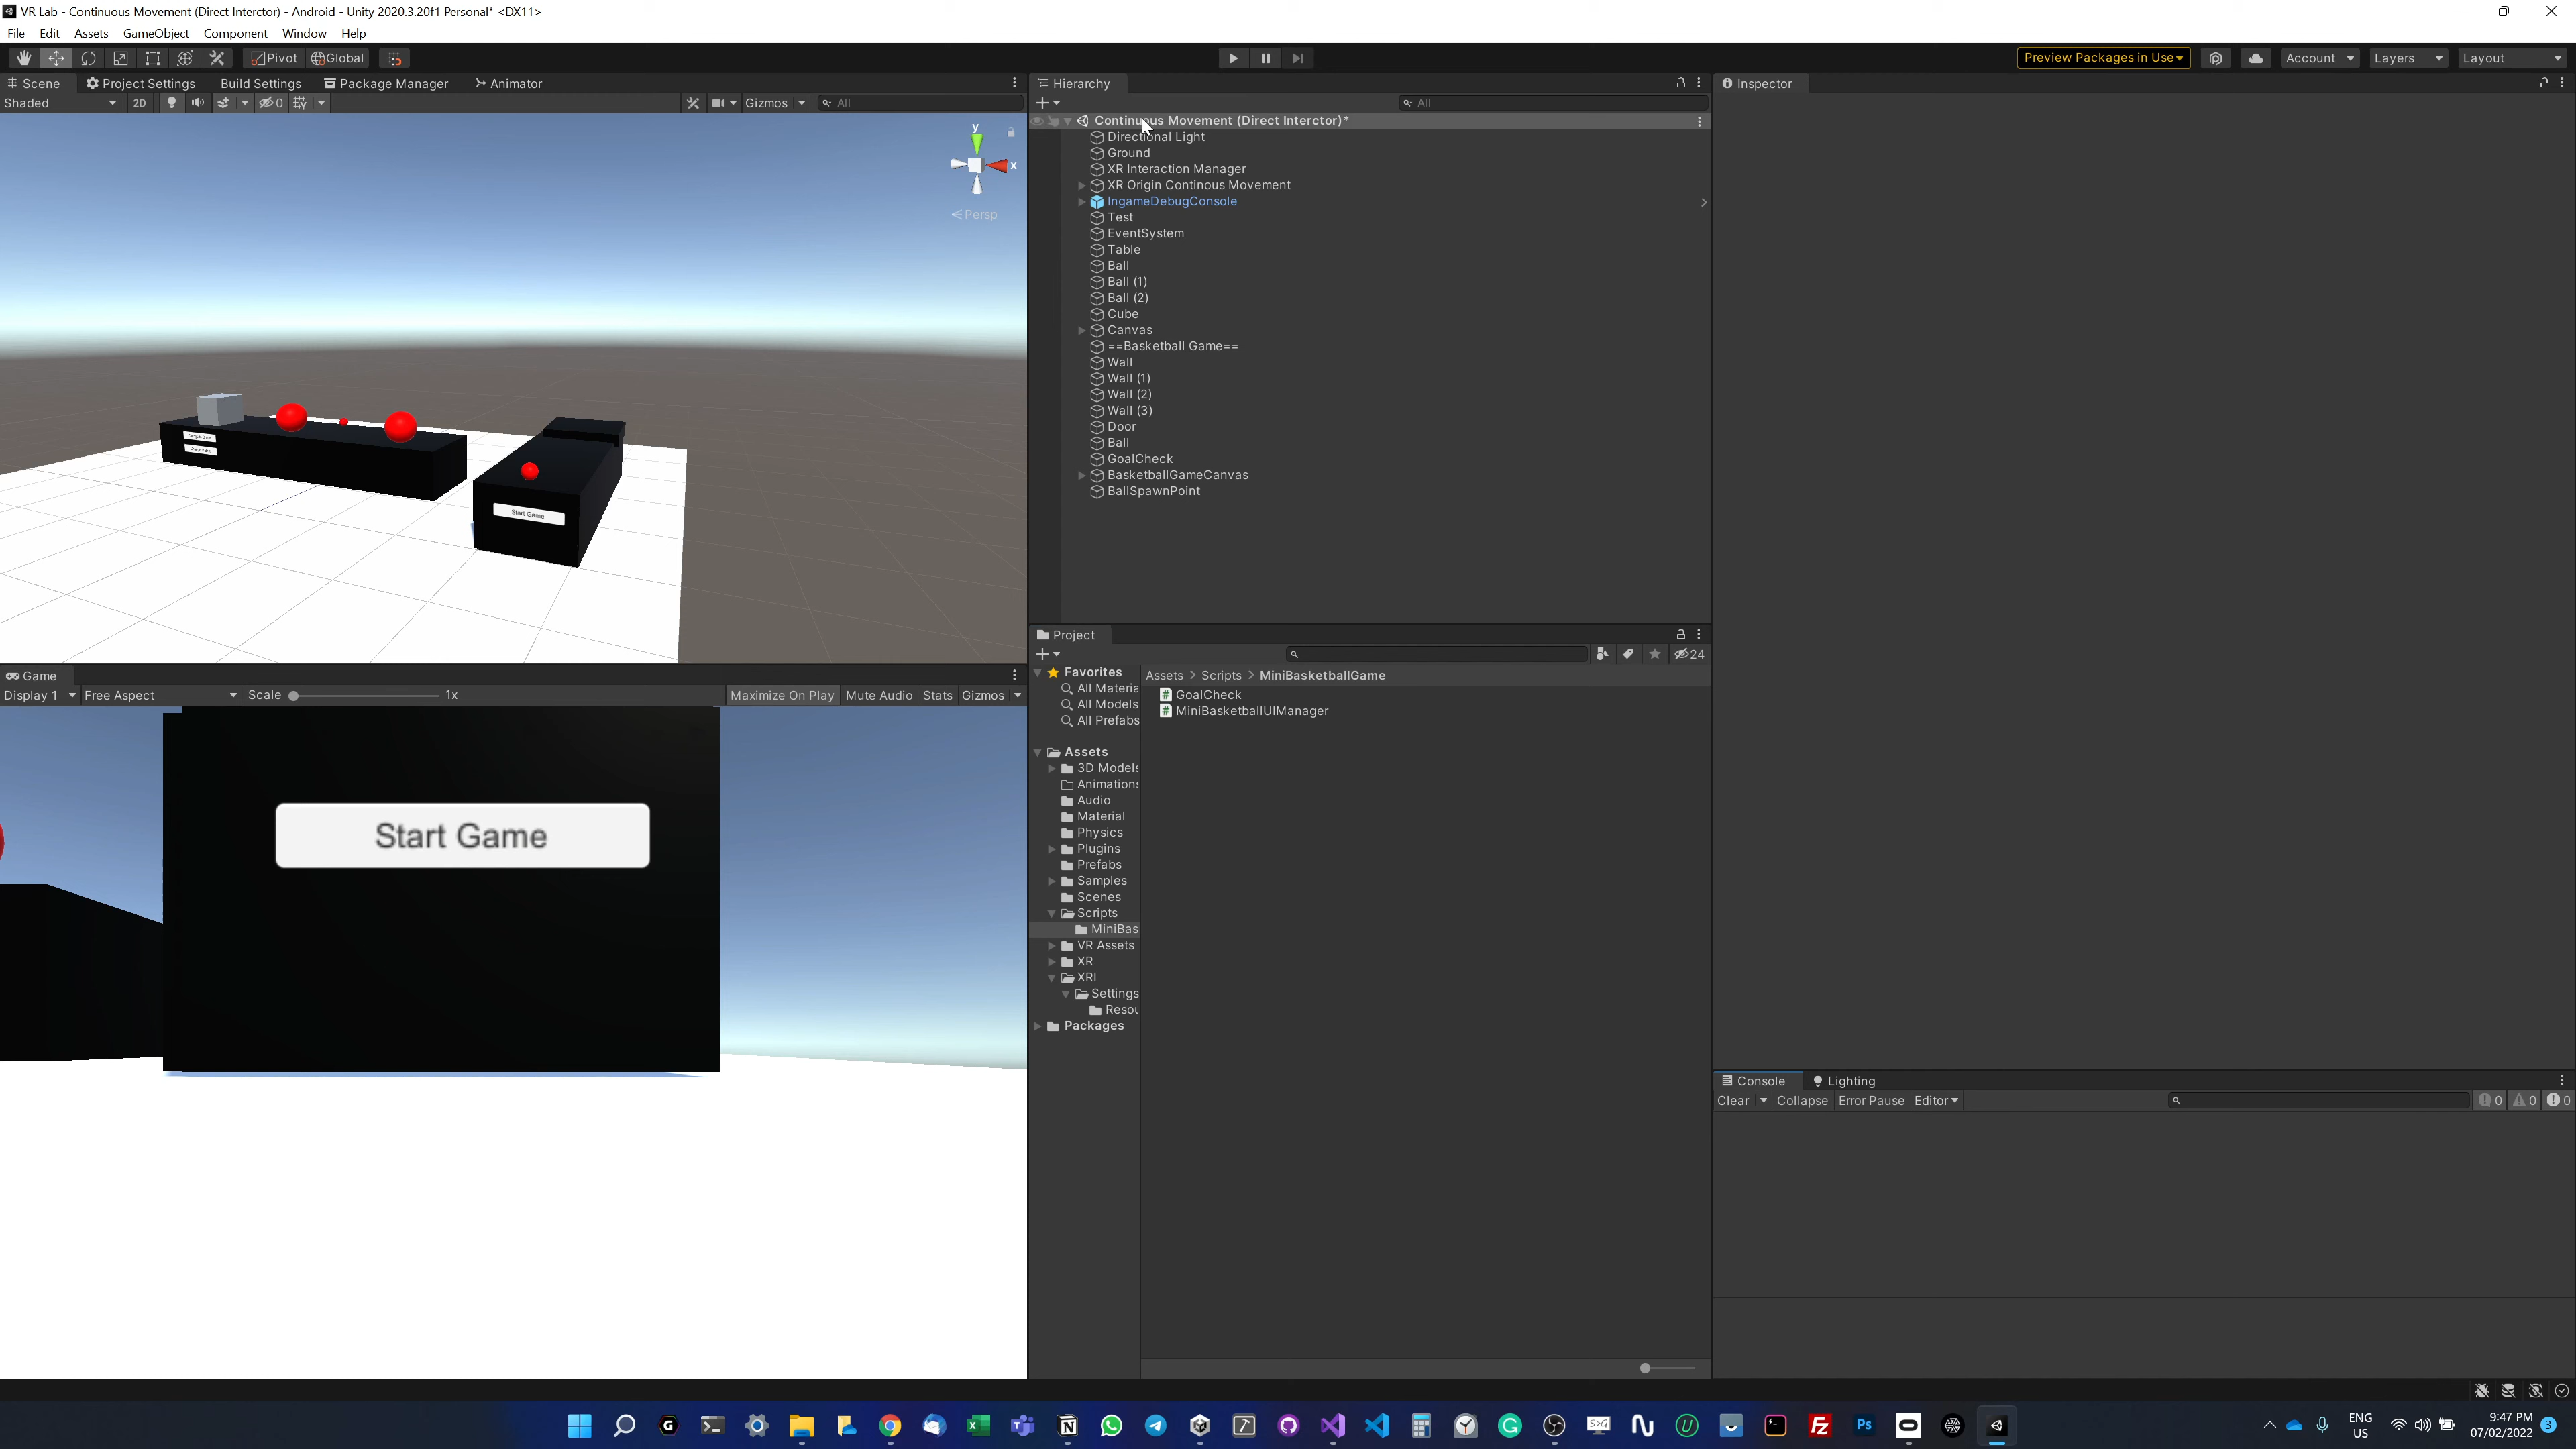 VR Lab - Continuous Movement (Direct Interctor) - Android - Unity 2020.3.20f1 Personal* <DX11>
File Edit Assets GameObject Component Window Help
Pivot Global
Preview Packages in Use Account Layers Layout
Scene Project Settings Build Settings Package Manager Animator
Shaded 2D 0 Gizmos All
y
x
Persp
Start Game
Game
Display 1 Free Aspect Scale 1x Maximize On Play Mute Audio Stats Gizmos
Start Game
Hierarchy
All
Continuous Movement (Direct Interctor)*
Directional Light
Ground
XR Interaction Manager
XR Origin Continous Movement
IngameDebugConsole
Test
EventSystem
Table
Ball
Ball (1)
Ball (2)
Cube
Canvas
==Basketball Game==
Wall
Wall (1)
Wall (2)
Wall (3)
Door
Ball
GoalCheck
BasketballGameCanvas
BallSpawnPoint
Project
24
Favorites
All Materia
All Models
All Prefabs
Assets
3D Models
Animations
Audio
Material
Physics
Plugins
Prefabs
Samples
Scenes
Scripts
MiniBas
VR Assets
XR
XRI
Settings
Resou
Packages
Assets > Scripts > MiniBasketballGame
GoalCheck
MiniBasketballUIManager
Inspector
Console Lighting
Clear Collapse Error Pause Editor 0 0 0
ENG
US
9:47 PM
07/02/2022
3